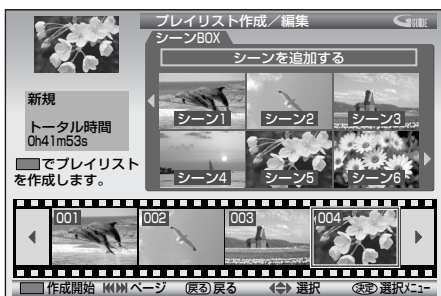 プレイリスト作成／編集
G GUIDE
シーンBOX
シーンを追加する
シーン1
シーン2
シーン3
シーン4
シーン5
シーン6
新規
トータル時間
0h41m53s
でプレイリスト
を作成します。
001
002
003
004
作成開始
ページ
戻る 戻る
選択
決定 選択メニュー